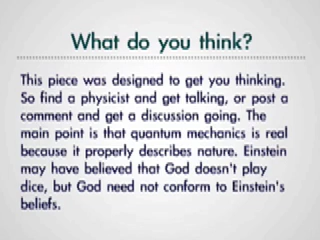 What do you think?
This piece was designed to get you thinking.
So find a physicist and get talking, or post a
comment and get a discussion going. The
main point is that quantum mechanics is real
because it properly describes nature. Einstein
may have believed that God doesn't play
dice, but God need not conform to Einstein's
beliefs.